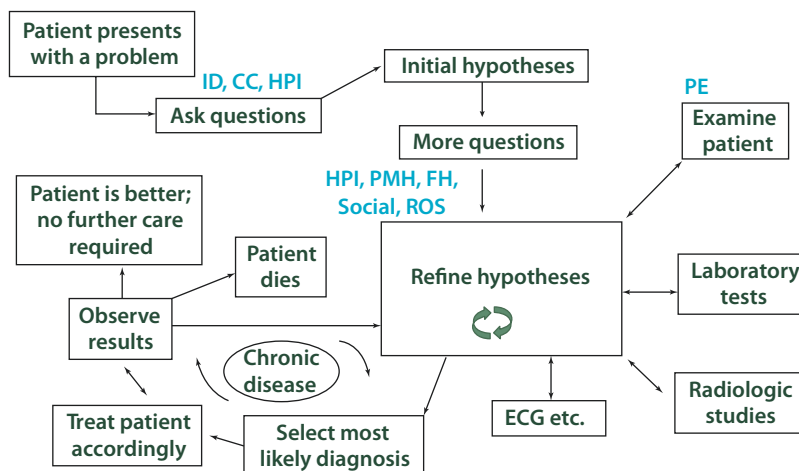 Patient presents
with a problem
ID, CC, HPI
Ask questions
Initial hypotheses
More questions
HPI, PMH, FH,
Social, ROS
PE
Examine
patient
Patient is better;
no further care
required
Patient
dies
Refine hypotheses
Laboratory
tests
Observe
results
Chronic
disease
Radiologic
studies
ECG etc.
Treat patient
accordingly
Select most
likely diagnosis